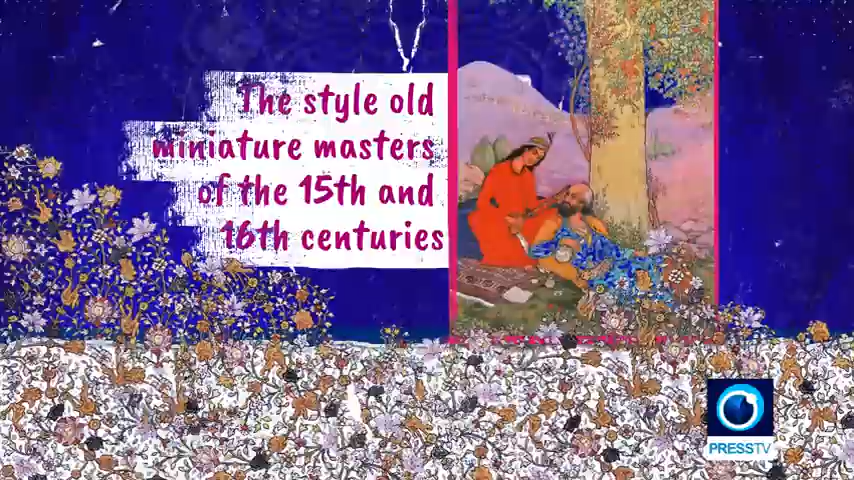 The style old
miniature masters
of the 15th and
16th centuries
PRESSTV